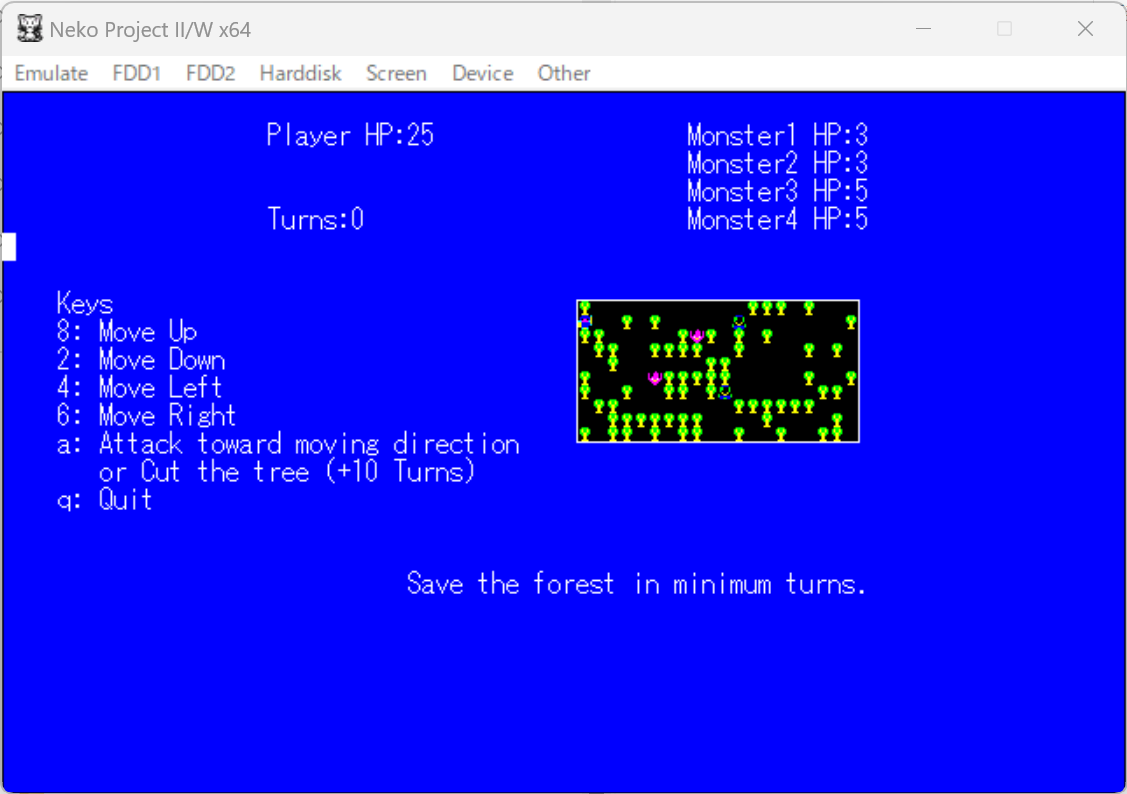 Neko Project II/W x64
Emulate FDD1 FDD2 Harddisk Screen Device Other
Player HP:25 Monster1 HP:3
Monster2 HP:3
Monster3 HP:5
Turns:0 Monster4 HP:5
Keys
8: Move Up
2: Move Down
4: Move Left
6: Move Right
a: Attack toward moving direction
or Cut the tree (+10 Turns)
q: Quit
Save the forest in minimum turns.